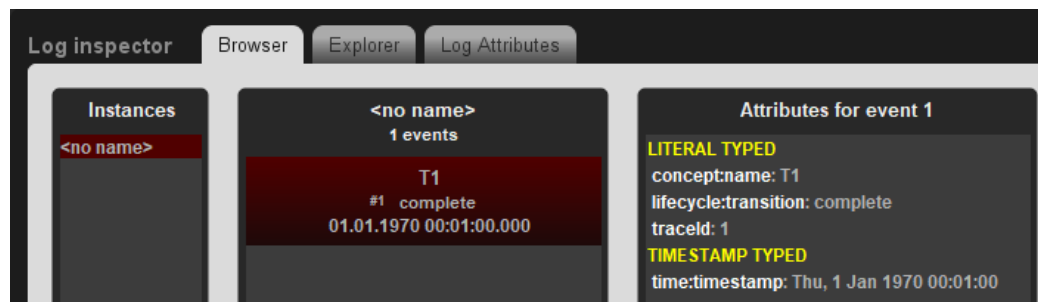 Log inspector Browser Explorer Log Attributes
Instances
<no name>
<no name>
1 events
T1
#1 complete
01.01.1970 00:01:00.000
Attributes for event 1
LITERAL TYPED
concept:name: T1
lifecycle:transition: complete
traceId: 1
TIMESTAMP TYPED
time:timestamp: Thu, 1 Jan 1970 00:01:00